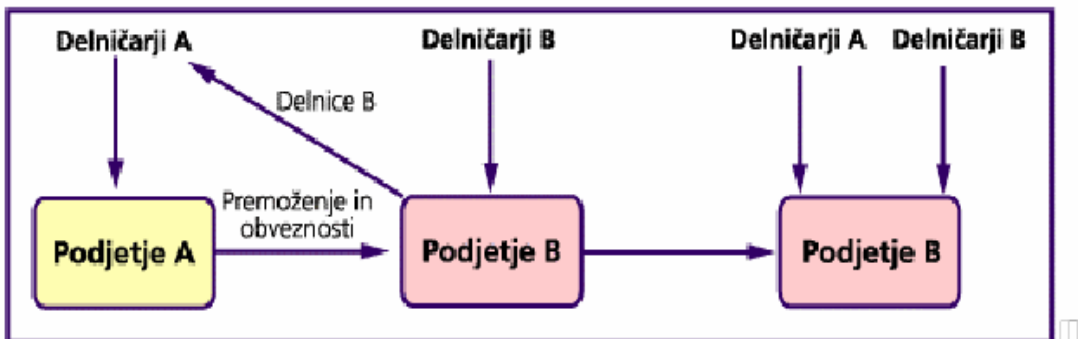 Delničarji A
Delničarji B
Delničarji A
Delničarji B
Delnice B
Premoženje in
obveznosti
Podjetje A
Podjetje B
Podjetje B